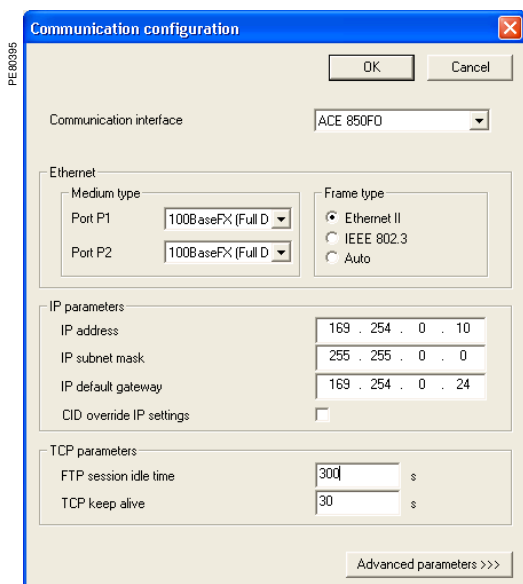 PE80395
Communication configuration
OK
Cancel
Communication interface
ACE 850FO
Ethernet
Medium type
Port P1
100BaseFX (Full D
Port P2
100BaseFX (Full D
Frame type
Ethernet II
IEEE 802.3
Auto
IP parameters
IP address
169 . 254 . 0 . 10
IP subnet mask
255 . 255 . 0 . 0
IP default gateway
169 . 254 . 0 . 24
CID override IP settings
TCP parameters
FTP session idle time
300
s
TCP keep alive
30
s
Advanced parameters >>>